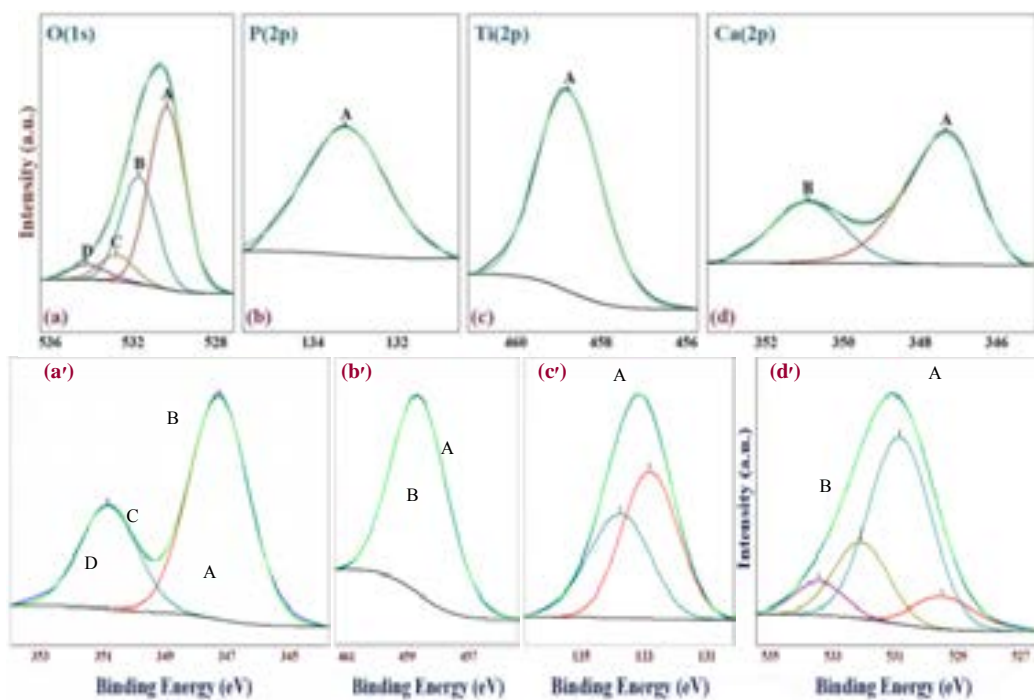 O(1s)
P(2p)
Ti(2p)
Ca(2p)
Intensity (a.u.)
A
B
C
D
A
A
A
B
(a)
(b)
(c)
(d)
536 532 528
134 132
460 458 456
352 350 348 346
(a′)
(b′)
(c′)
(d′)
B
C
D
A
A
B
A
A
B
Intensity (a.u.)
353 351 349 347 345
461 459 457
135 133 131
535 533 531 529 527
Binding Energy (eV)
Binding Energy (eV)
Binding Energy (eV)
Binding Energy (eV)